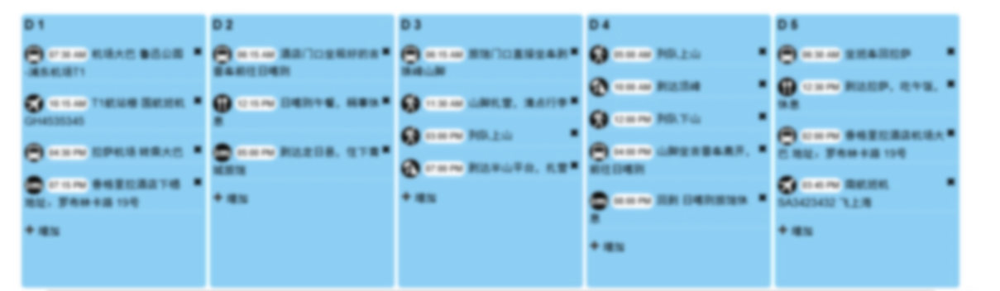 D 1
07:30 AM 机场大巴 鲁迅公园
-浦东机场T1
10:15 AM T1航站楼 国航班机
GH4535345
04:30 PM 拉萨机场 转乘大巴
07:15 PM 香格里拉酒店下榻
地址：罗布林卡路 19号
+ 增加
D 2
06:15 AM 酒店门口坐租好的吉
普车前往日喀则
12:15 PM 日喀则午餐，稍事休
息
05:00 PM 到达定日县，住下
+ 增加
D 3
06:15 AM 旅馆门口直接坐车到
珠峰山脚
11:30 AM 山脚扎营，清点行李
03:00 PM 列队上山
07:00 PM 到达半山平台，扎营
+ 增加
D 4
05:00 AM 列队上山
10:00 AM 到达顶峰
12:00 PM 列队下山
04:00 PM 山脚坐吉普车离开，
前往日喀则
08:00 PM 回到 日喀则旅馆休
息
+ 增加
D 5
06:30 AM 坐班车回拉萨
12:30 PM 到达拉萨，吃午饭，
休息
02:00 PM 香格里拉酒店机场大
巴 地址：罗布林卡路 19号
03:45 PM 南航班机
SA3423432 飞上海
+ 增加